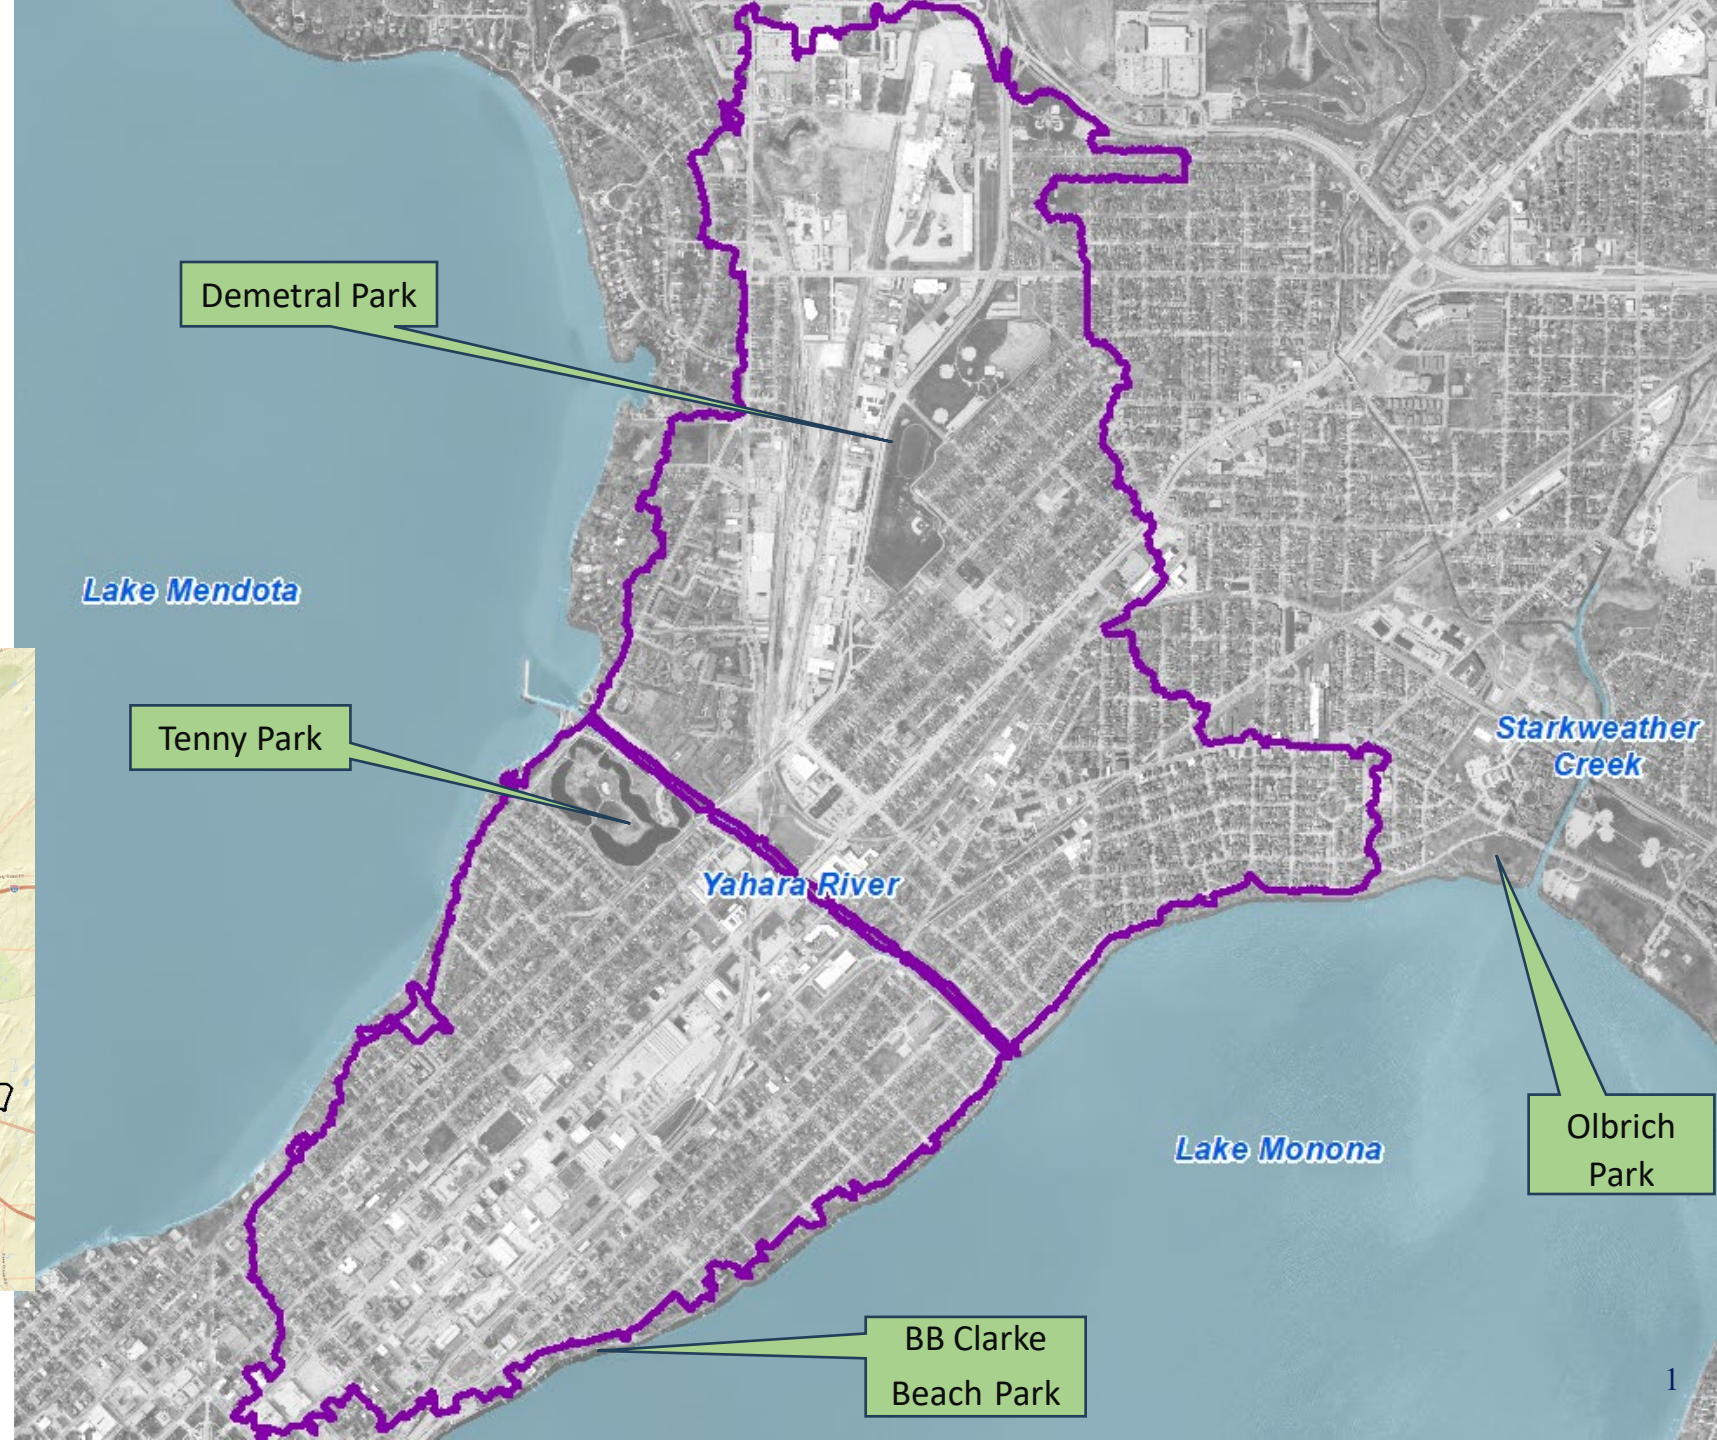 Demetral Park
Lake Mendota
Tenny Park
Starkweather
Creek
Yahara River
Lake Monona
Olbrich
Park
BB Clarke
Beach Park
1